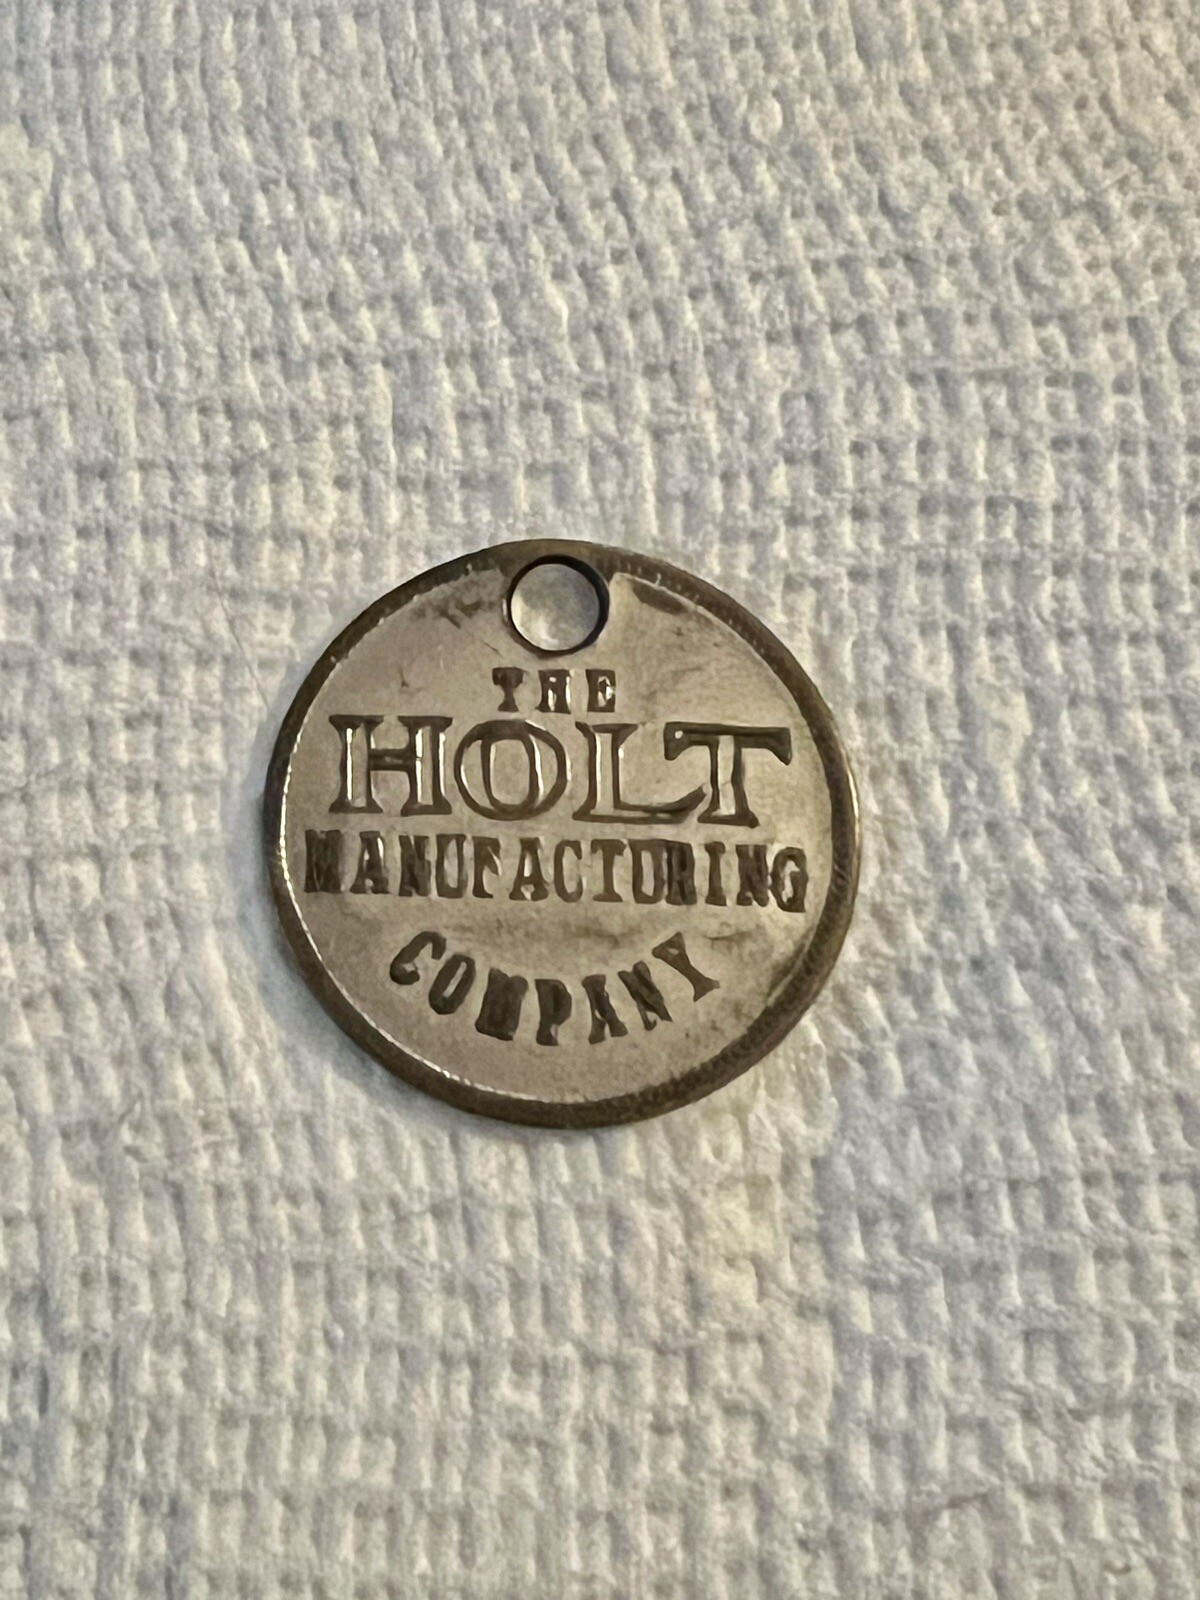 THE
HOLT
MANUFACTURING
COMPANY